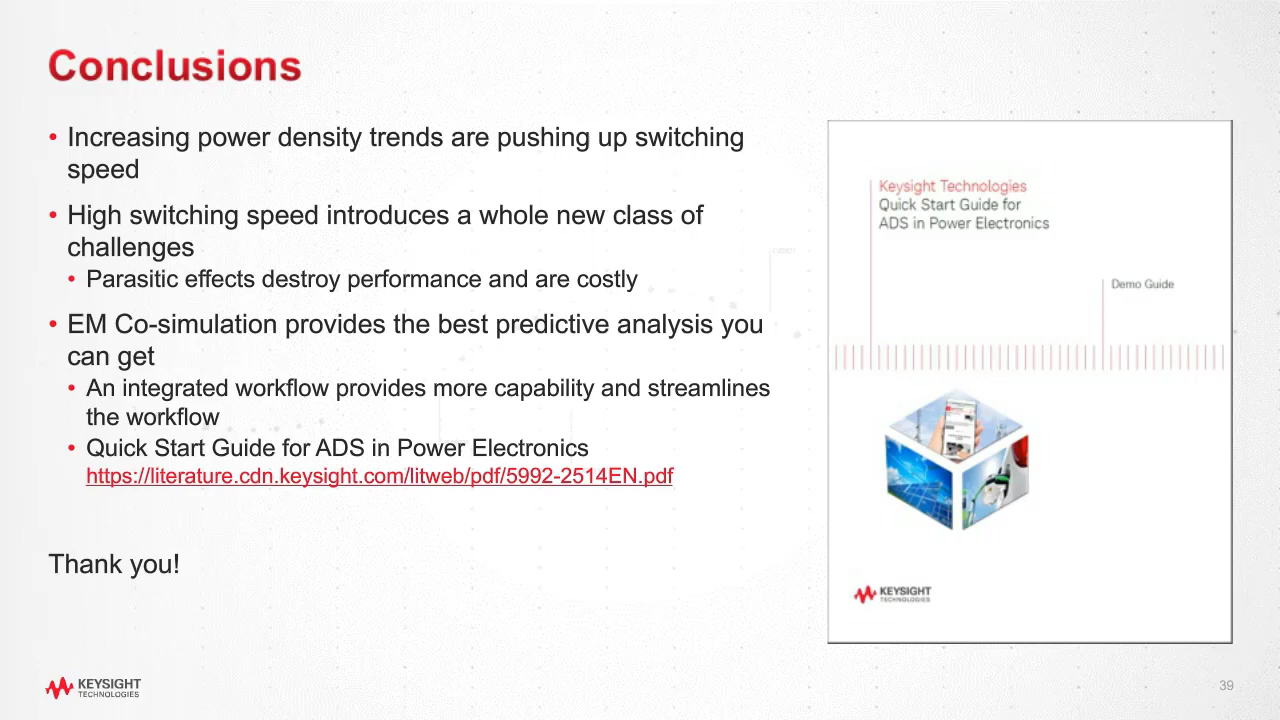 Conclusions
• Increasing power density trends are pushing up switching
speed
• High switching speed introduces a whole new class of
challenges
• Parasitic effects destroy performance and are costly
• EM Co-simulation provides the best predictive analysis you
can get
• An integrated workflow provides more capability and streamlines
the workflow
• Quick Start Guide for ADS in Power Electronics
https://literature.cdn.keysight.com/litweb/pdf/5992-2514EN.pdf
Thank you!
Keysight Technologies
Quick Start Guide for
ADS in Power Electronics
Demo Guide
KEYSIGHT
TECHNOLOGIES
KEYSIGHT
TECHNOLOGIES
39